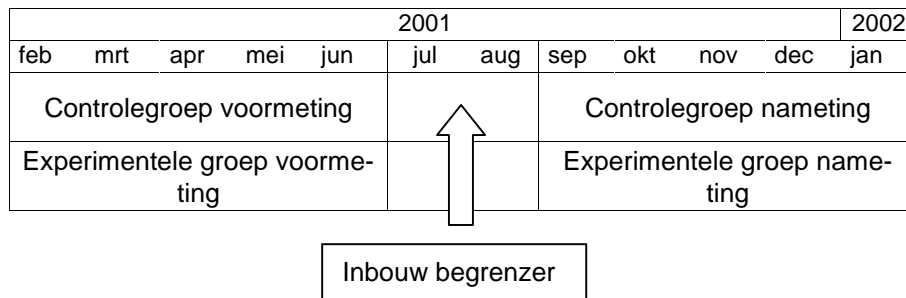 2001 2002
feb mrt apr mei jun jul aug sep okt nov dec jan
Controlegroep voormeting Controlegroep nameting
Experimentele groep voorme-
ting
Experimentele groep name-
ting
Inbouw begrenzer